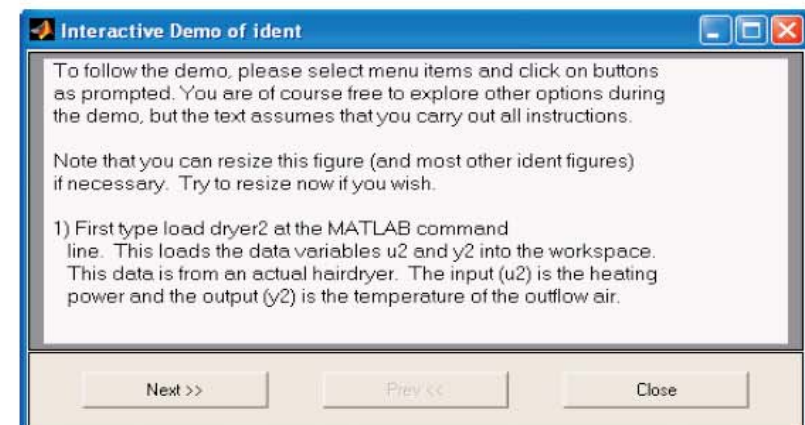 Interactive Demo of ident
To follow the demo, please select menu items and click on buttons
as prompted. You are of course free to explore other options during
the demo, but the text assumes that you carry out all instructions.
Note that you can resize this figure (and most other ident figures)
if necessary. Try to resize now if you wish.
1) First type load dryer2 at the MATLAB command
line. This loads the data variables u2 and y2 into the workspace.
This data is from an actual hairdryer. The input (u2) is the heating
power and the output (y2) is the temperature of the outflow air.
Next >> Prev << Close